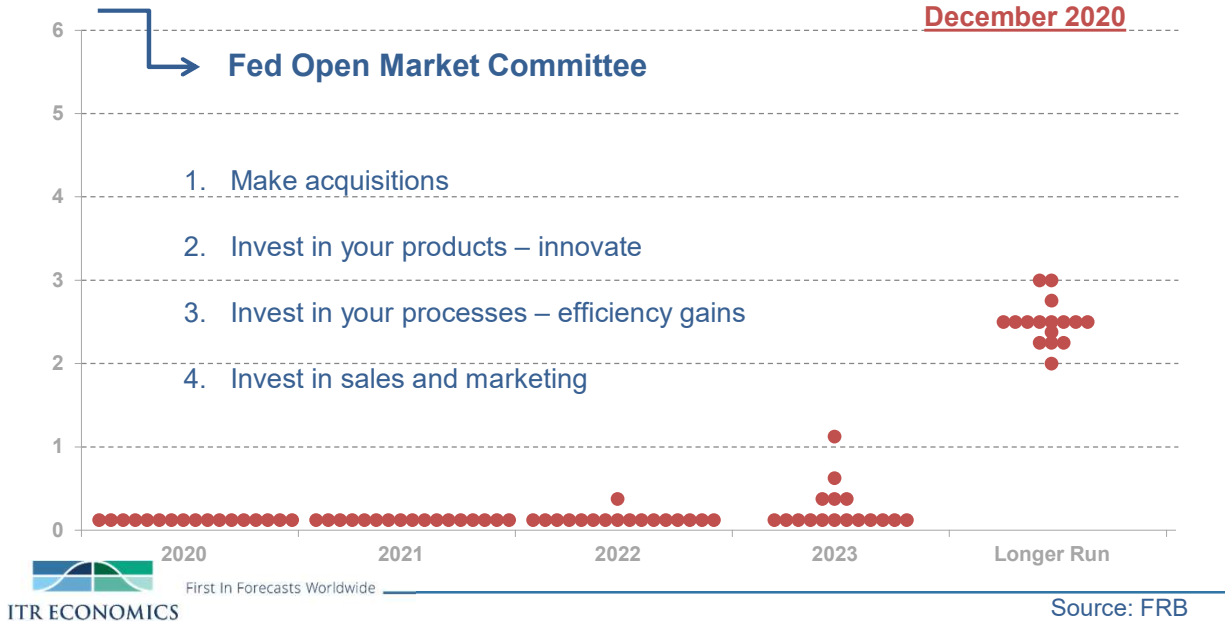 December 2020
Fed Open Market Committee
6
5
4
3
2
1
0
1. Make acquisitions
2. Invest in your products – innovate
3. Invest in your processes – efficiency gains
4. Invest in sales and marketing
2020 2021 2022 2023 Longer Run
First In Forecasts Worldwide
ITR ECONOMICS
Source: FRB